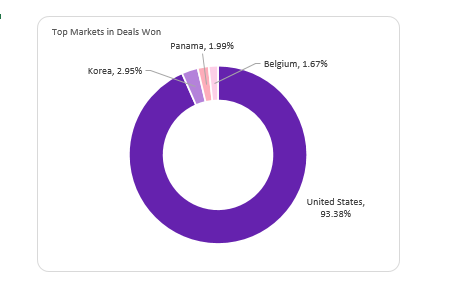 Top Markets in Deals Won
Panama, 1.99%
Korea, 2.95%
Belgium, 1.67%
United States,
93.38%